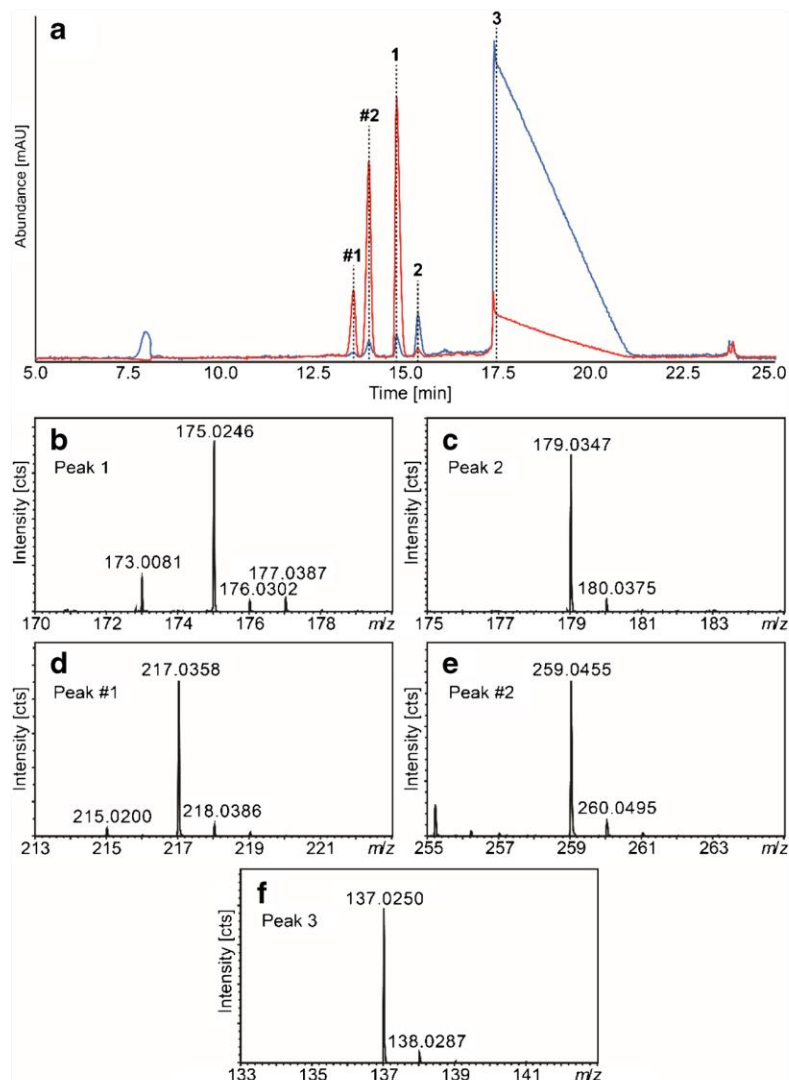 a
3
1
#2
#1
2
Abundance [mAU]
5.0 7.5 10.0 12.5 15.0 17.5 20.0 22.5 25.0
Time [min]
b
Peak 1
175.0246
173.0081
177.0387
176.0302
Intensity [cts]
170 172 174 176 178 m/z
c
Peak 2
179.0347
180.0375
Intensity [cts]
175 177 179 181 183 m/z
d
Peak #1
217.0358
215.0200
218.0386
Intensity [cts]
213 215 217 219 221 m/z
e
Peak #2
259.0455
260.0495
Intensity [cts]
255 257 259 261 263 m/z
f
Peak 3
137.0250
138.0287
Intensity [cts]
133 135 137 139 141 m/z